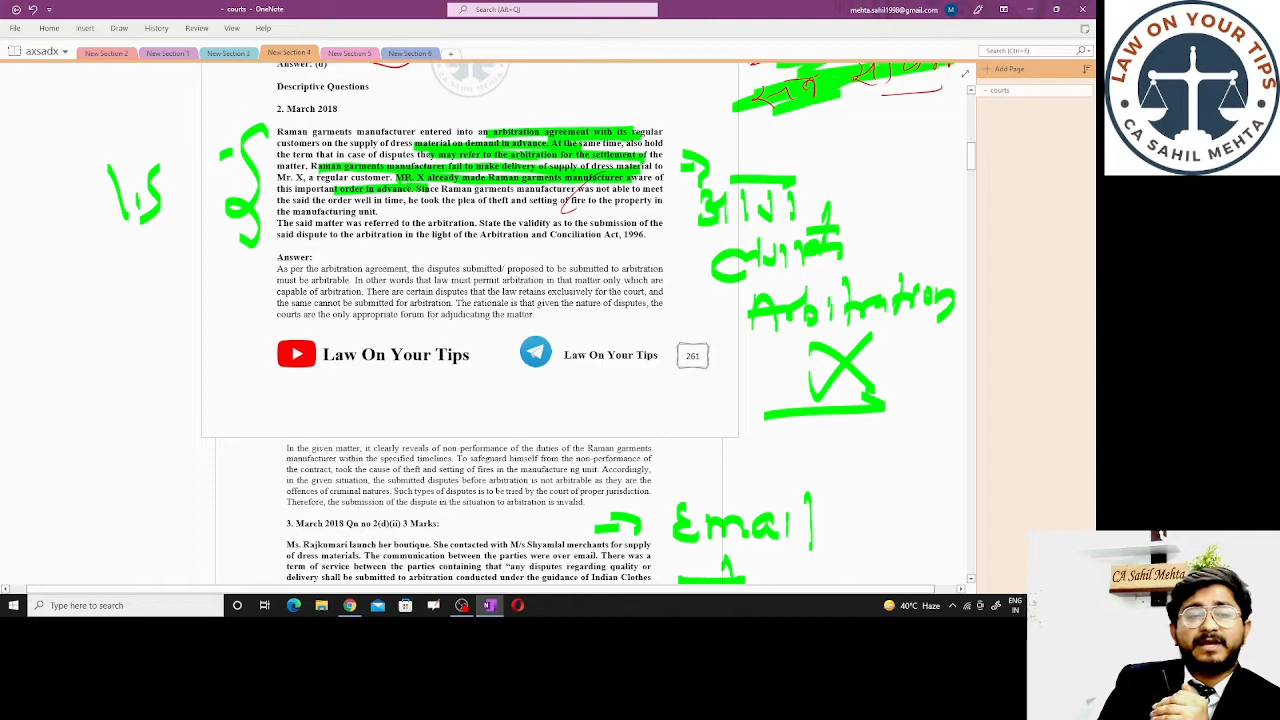 - courts - OneNote
Search (Alt+Q)
mehta.sahil1998@gmail.com
M
File Home Insert Draw History Review View Help
axsadx
New Section 2 New Section 1 New Section 3 New Section 4 New Section 5 New Section 6 +
Search (Ctrl+E)
Add Page
courts
Descriptive Questions
2. March 2018
Raman garments manufacturer entered into an arbitration agreement with its regular
customers on the supply of dress material on demand in advance. At the same time, also hold
the term that in case of disputes they may refer to the arbitration for the settlement of the
matter. Raman garments manufacturer fail to make delivery of supply of dress material to
Mr. X, a regular customer. MR. X already made Raman garments manufacturer aware of
this important order in advance. Since Raman garments manufacturer was not able to meet
the said the order well in time, he took the plea of theft and setting of fire to the property in
the manufacturing unit.
The said matter was referred to the arbitration. State the validity as to the submission of the
said dispute to the arbitration in the light of the Arbitration and Conciliation Act, 1996.
Answer:
As per the arbitration agreement, the disputes submitted/ proposed to be submitted to arbitration
must be arbitrable. In other words that law must permit arbitration in that matter only which are
capable of arbitration. There are certain disputes that the law retains exclusively for the court, and
the same cannot be submitted for arbitration. The rationale is that given the nature of disputes, the
courts are the only appropriate forum for adjudicating the matter.
Law On Your Tips
Law On Your Tips
261
Arbitration
X
In the given matter, it clearly reveals of non-performance of the duties of the Raman garments
manufacturer within the specified timelines. To safeguard himself from the non-performance of
the contract, took the cause of theft and setting of fires in the manufacture ng unit. Accordingly,
in the given situation, the submitted disputes before arbitration is not arbitrable as they are the
offences of criminal natures. Such types of disputes is to be tried by the court of proper jurisdiction.
Therefore, the submission of the dispute in the situation to arbitration is invalid.
3. March 2018 Qn no 2(d)(ii) 3 Marks:
→ Email
Ms. Rajkumari launch her boutique. She contacted with M/s Shyamlal merchants for supply
of dress materials. The communication between the parties were over email. There was a
term of service between the parties containing that "any disputes regarding quality or
delivery shall be submitted to arbitration conducted under the guidance of Indian Clothes
Type here to search
40°C Haze
ENG
IN
LAW ON YOUR TIPS
CA SAHIL MEHTA
CA Sahil Mehta